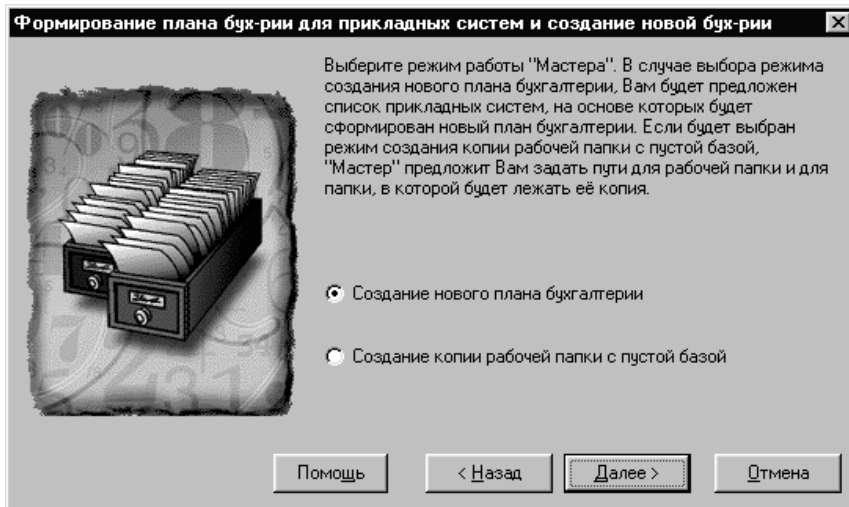 Формирование плана бух-рии для прикладных систем и создание новой бух-рии
Выберите режим работы "Мастера". В случае выбора режима
создания нового плана бухгалтерии, Вам будет предложен
список прикладных систем, на основе которых будет
сформирован новый план бухгалтерии. Если будет выбран
режим создания копии рабочей папки с пустой базой,
"Мастер" предложит Вам задать пути для рабочей папки и для
папки, в которой будет лежать её копия.
Создание нового плана бухгалтерии
Создание копии рабочей папки с пустой базой
Помощь
< Назад
Далее >
Отмена